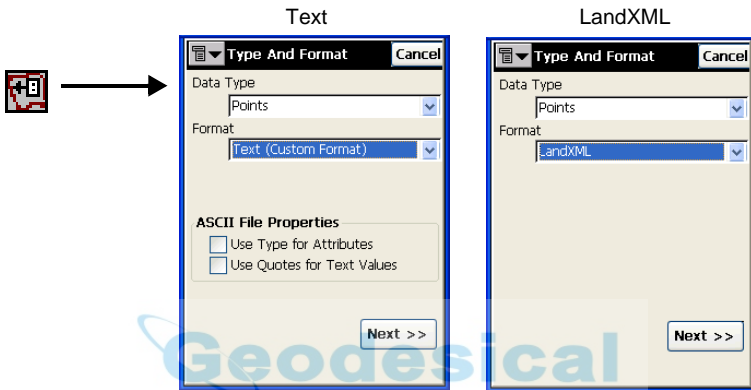 Text
Type And Format
Cancel
Data Type
Points
Format
Text (Custom Format)
ASCII File Properties
Use Type for Attributes
Use Quotes for Text Values
Next >>
LandXML
Type And Format
Cancel
Data Type
Points
Format
LandXML
Next >>
Geodesical